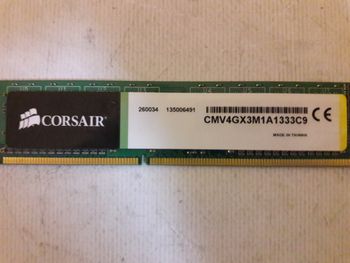 CORSAIR
260034 135006491
CMV4GX3M1A1333C9
CE
MADE IN TAIWAN